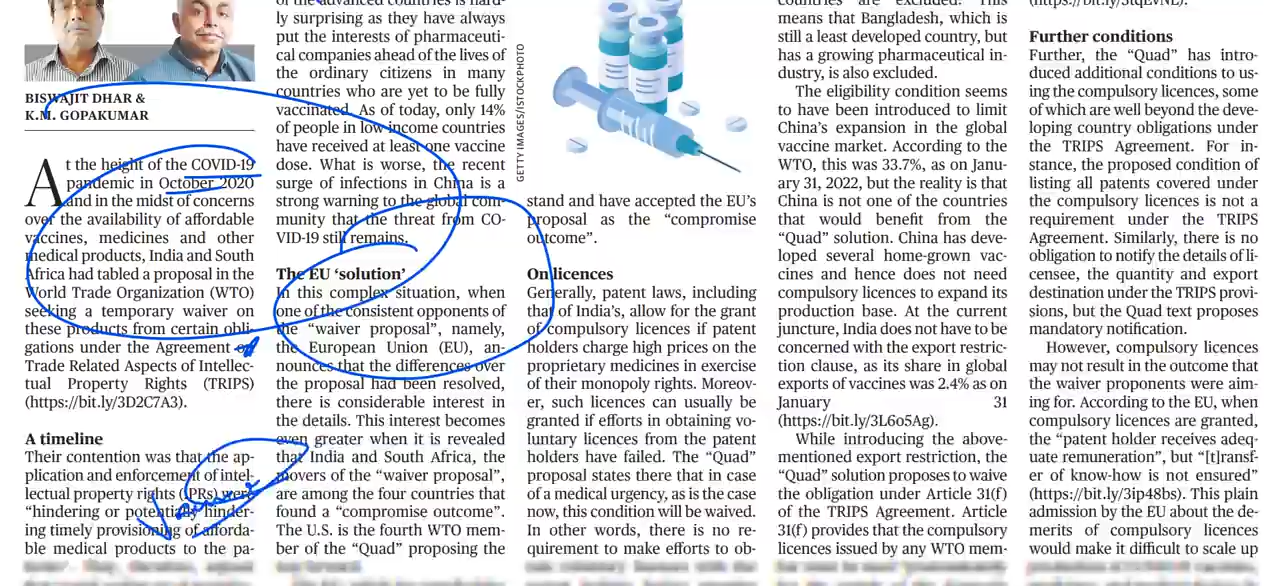 BISWAJIT DHAR &
K.M. GOPAKUMAR
At the height of the COVID-19
pandemic in October 2020
and in the midst of concerns
over the availability of affordable
vaccines, medicines and other
medical products, India and South
Africa had tabled a proposal in the
World Trade Organization (WTO)
seeking a temporary waiver on
these products from certain obli-
gations under the Agreement on
Trade Related Aspects of Intellec-
tual Property Rights (TRIPS)
(https://bit.ly/3D2C7A3).
A timeline
Their contention was that the ap-
plication and enforcement of intel-
lectual property rights (IPRs) were
“hindering or potentially hinder-
ing timely provisioning of afforda-
ble medical products to the pa-
of the advanced countries is hard-
ly surprising as they have always
put the interests of pharmaceuti-
cal companies ahead of the lives of
the ordinary citizens in many
countries who are yet to be fully
vaccinated. As of today, only 14%
of people in low-income countries
have received at least one vaccine
dose. What is worse, the recent
surge of infections in China is a
strong warning to the global com-
munity that the threat from CO-
VID-19 still remains.
The EU ‘solution’
In this complex situation, when
one of the consistent opponents of
the “waiver proposal”, namely,
the European Union (EU), an-
nounces that the differences over
the proposal had been resolved,
there is considerable interest in
the details. This interest becomes
even greater when it is revealed
that India and South Africa, the
movers of the “waiver proposal”,
are among the four countries that
found a “compromise outcome”.
The U.S. is the fourth WTO mem-
ber of the “Quad” proposing the
GETTY IMAGES/ISTOCKPHOTO
stand and have accepted the EU’s
proposal as the “compromise
outcome”.
On licences
Generally, patent laws, including
that of India’s, allow for the grant
of compulsory licences if patent
holders charge high prices on the
proprietary medicines in exercise
of their monopoly rights. Moreov-
er, such licences can usually be
granted if efforts in obtaining vo-
luntary licences from the patent
holders have failed. The “Quad”
proposal states there that in case
of a medical urgency, as is the case
now, this condition will be waived.
In other words, there is no re-
quirement to make efforts to ob-
countries are excluded. This
means that Bangladesh, which is
still a least developed country, but
has a growing pharmaceutical in-
dustry, is also excluded.
The eligibility condition seems
to have been introduced to limit
China’s expansion in the global
vaccine market. According to the
WTO, this was 33.7%, as on Janu-
ary 31, 2022, but the reality is that
China is not one of the countries
that would benefit from the
“Quad” solution. China has deve-
loped several home-grown vac-
cines and hence does not need
compulsory licences to expand its
production base. At the current
juncture, India does not have to be
concerned with the export restric-
tion clause, as its share in global
exports of vaccines was 2.4% as on
January 31
(https://bit.ly/3L6o5Ag).
While introducing the above-
mentioned export restriction, the
“Quad” solution proposes to waive
the obligation under Article 31(f)
of the TRIPS Agreement. Article
31(f) provides that the compulsory
licences issued by any WTO mem-
(https://bit.ly/3tqEVNL).
Further conditions
Further, the “Quad” has intro-
duced additional conditions to us-
ing the compulsory licences, some
of which are well beyond the deve-
loping country obligations under
the TRIPS Agreement. For in-
stance, the proposed condition of
listing all patents covered under
the compulsory licences is not a
requirement under the TRIPS
Agreement. Similarly, there is no
obligation to notify the details of li-
censee, the quantity and export
destination under the TRIPS provi-
sions, but the Quad text proposes
mandatory notification.
However, compulsory licences
may not result in the outcome that
the waiver proponents were aim-
ing for. According to the EU, when
compulsory licences are granted,
the “patent holder receives adeq-
uate remuneration”, but “[t]ransf-
er of know-how is not ensured”
(https://bit.ly/3ip48bs). This plain
admission by the EU about the de-
merits of compulsory licences
would make it difficult to scale up